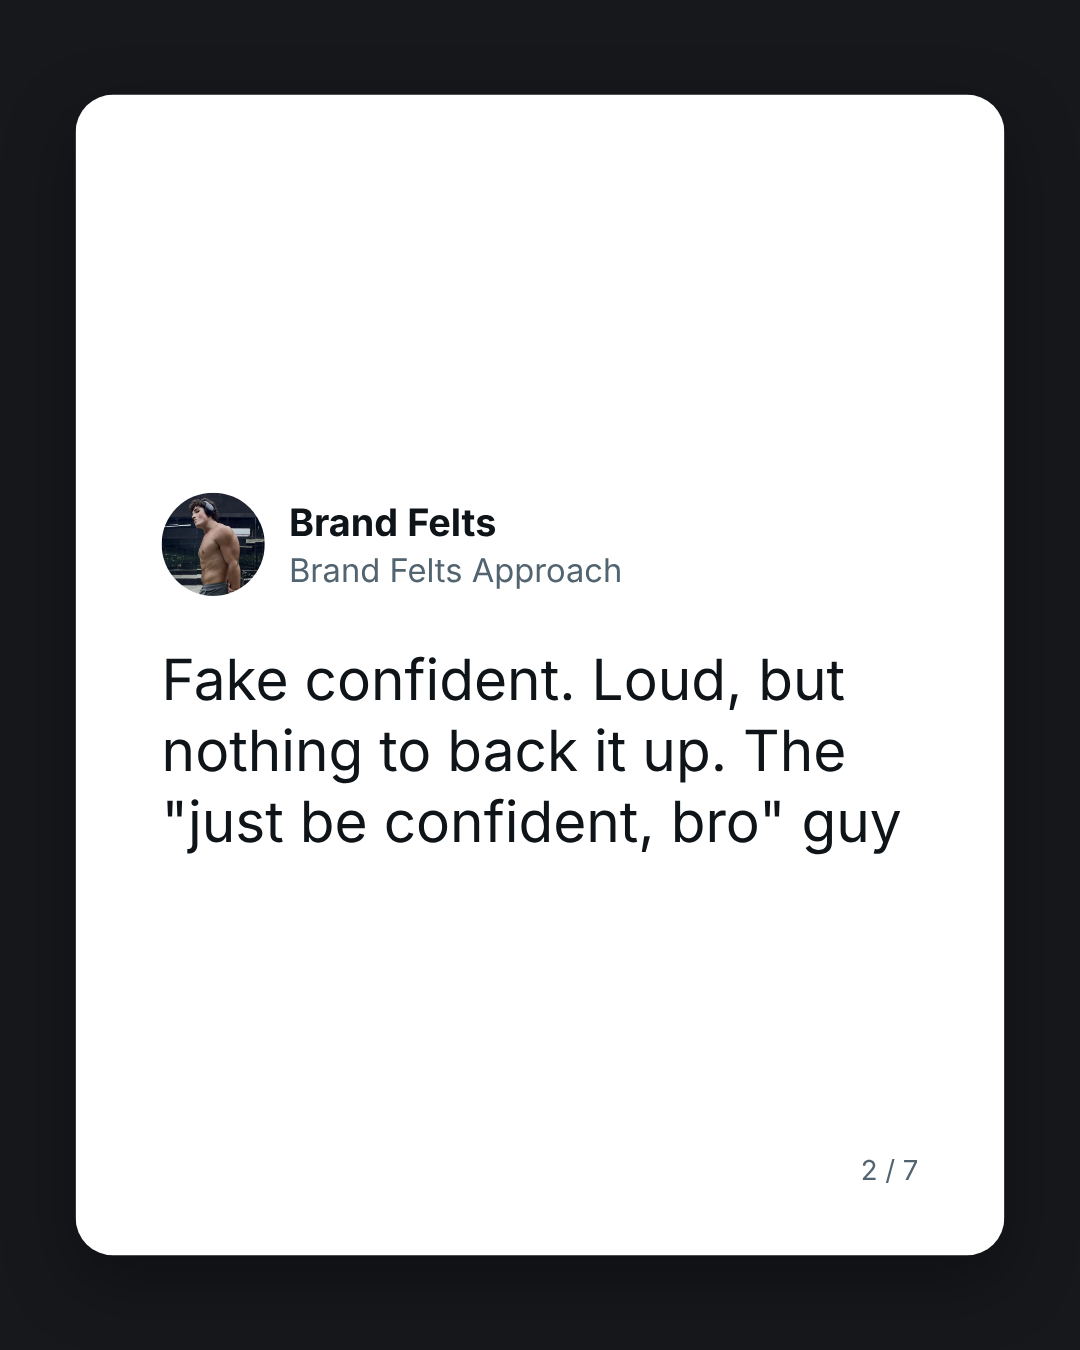 Brand Felts
Brand Felts Approach
Fake confident. Loud, but
nothing to back it up. The
"just be confident, bro" guy
2 / 7